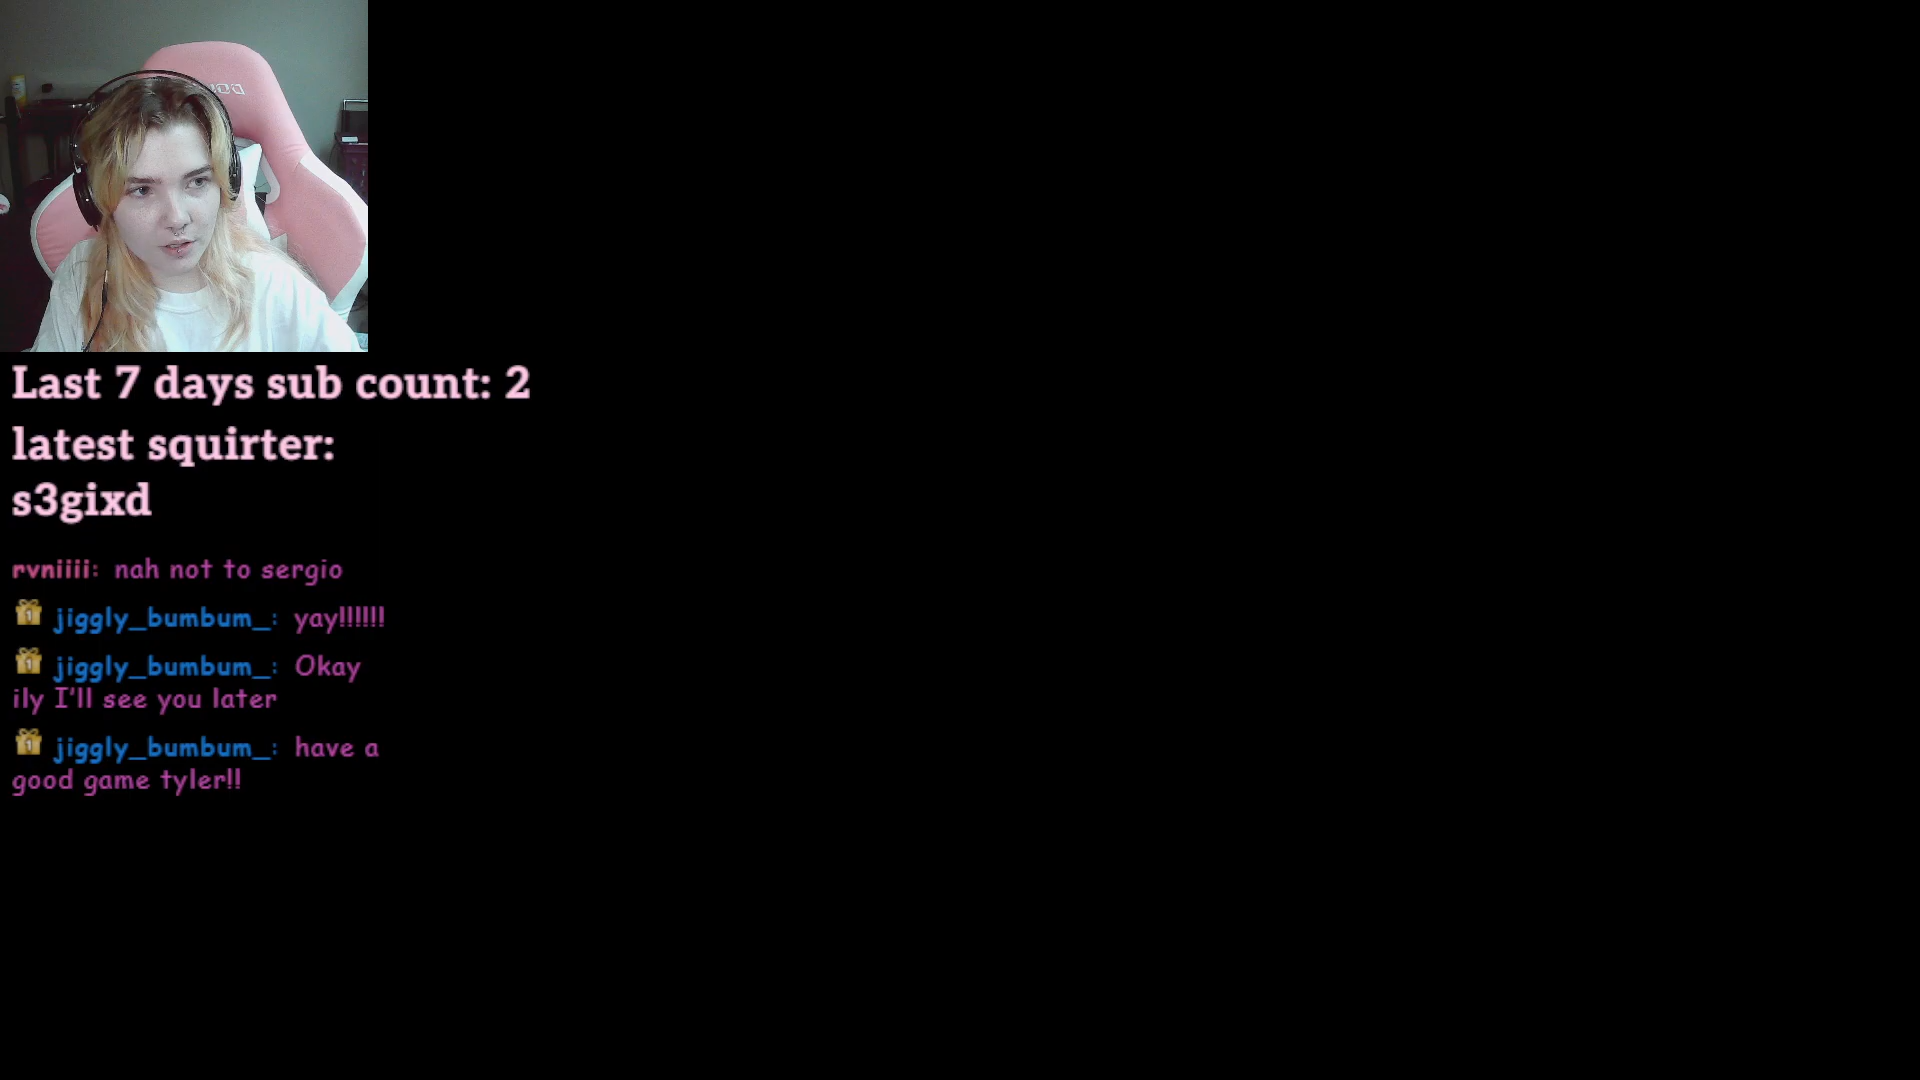 Last 7 days sub count: 2
latest squirter:
s3gixd
rvniiii: nah not to sergio
jiggly_bumbum_: yay!!!!!!
jiggly_bumbum_: Okay
ily I'll see you later
jiggly_bumbum_: have a
good game tyler!!